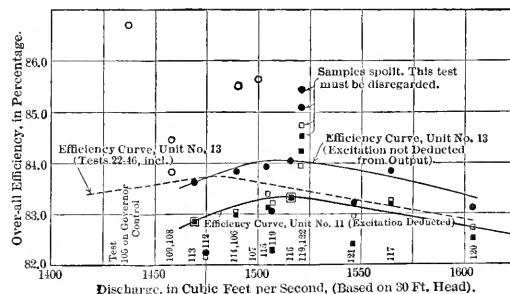 86.0
85.0
84.0
83.0
82.0
Over-all Efficiency, in Percentage.
Samples spoilt. This test
must be disregarded.
Efficiency Curve, Unit No. 13
(Excitation not Deducted
from Output)
Efficiency Curve, Unit No. 13
(Tests 22-46, incl.)
Efficiency Curve, Unit No. 11 (Excitation Deducted)
Test
105 on Governor
Control
109,108
113
112
114,106
107
115
119
116
119,122
121
117
120
1400
1450
1500
1550
1600
Discharge, in Cubic Feet per Second, (Based on 30 Ft. Head).